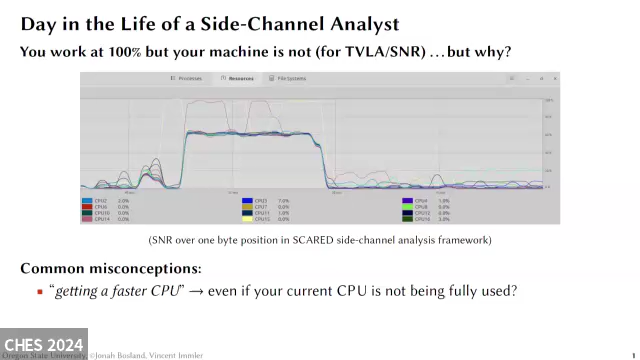 Day in the Life of a Side-Channel Analyst
You work at 100% but your machine is not (for TVLA/SNR) ... but why?
Processes Resources File Systems
100%
CPU2 2.0% CPU3 7.0% CPU4 1.0%
CPU6 0.0% CPU7 0.0% CPU8 0.0%
CPU10 0.0% CPU11 1.0% CPU12 0.0%
CPU14 0.0% CPU15 0.0% CPU16 3.0%
(SNR over one byte position in SCARED side-channel analysis framework)
Common misconceptions:
▪ “getting a faster CPU” → even if your current CPU is not being fully used?
CHES 2024
Oregon State University, ©Jonah Bosland, Vincent Immler 1